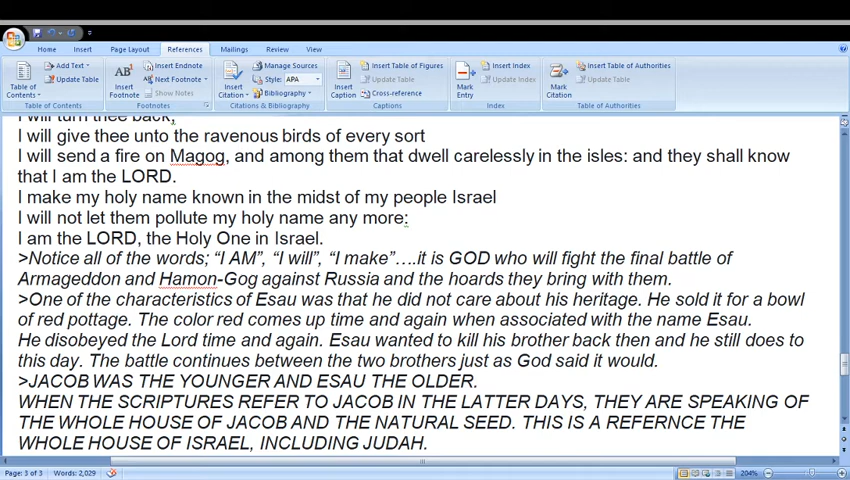 Home Insert Page Layout References Mailings Review View
Add Text Insert Endnote Manage Sources Insert Table of Figures Insert Index Insert Table of Authorities
AB1 Next Footnote Style: APA Update Table Update Index Update Table
Table of Contents Update Table Insert Footnote Show Notes Insert Citation Bibliography Insert Caption Cross-reference Mark Entry Mark Citation
Table of Contents Footnotes Citations & Bibliography Captions Index Table of Authorities
I will turn thee back,
I will give thee unto the ravenous birds of every sort
I will send a fire on Magog, and among them that dwell carelessly in the isles: and they shall know
that I am the LORD.
I make my holy name known in the midst of my people Israel
I will not let them pollute my holy name any more:
I am the LORD, the Holy One in Israel.
>Notice all of the words; “I AM”, “I will”, “I make”….it is GOD who will fight the final battle of
Armageddon and Hamon-Gog against Russia and the hoards they bring with them.
>One of the characteristics of Esau was that he did not care about his heritage. He sold it for a bowl
of red pottage. The color red comes up time and again when associated with the name Esau.
He disobeyed the Lord time and again. Esau wanted to kill his brother back then and he still does to
this day. The battle continues between the two brothers just as God said it would.
>JACOB WAS THE YOUNGER AND ESAU THE OLDER.
WHEN THE SCRIPTURES REFER TO JACOB IN THE LATTER DAYS, THEY ARE SPEAKING OF
THE WHOLE HOUSE OF JACOB AND THE NATURAL SEED. THIS IS A REFERNCE THE
WHOLE HOUSE OF ISRAEL, INCLUDING JUDAH.
Page: 3 of 3 Words: 2,029 204%